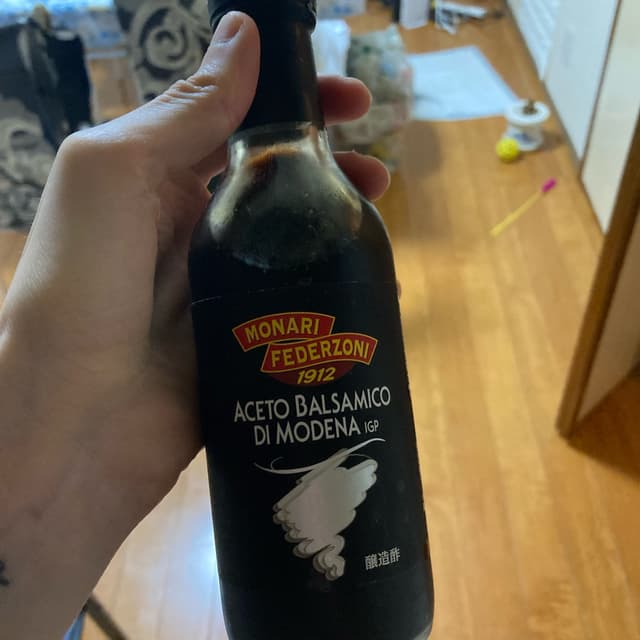 MONARI
FEDERZONI
1912
ACETO BALSAMICO
DI MODENA IGP
醸造酢